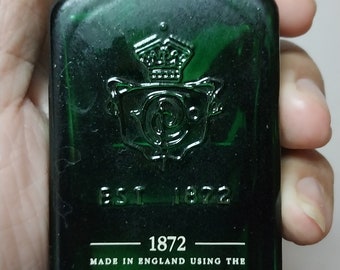 EST 1872
1872
MADE IN ENGLAND USING THE